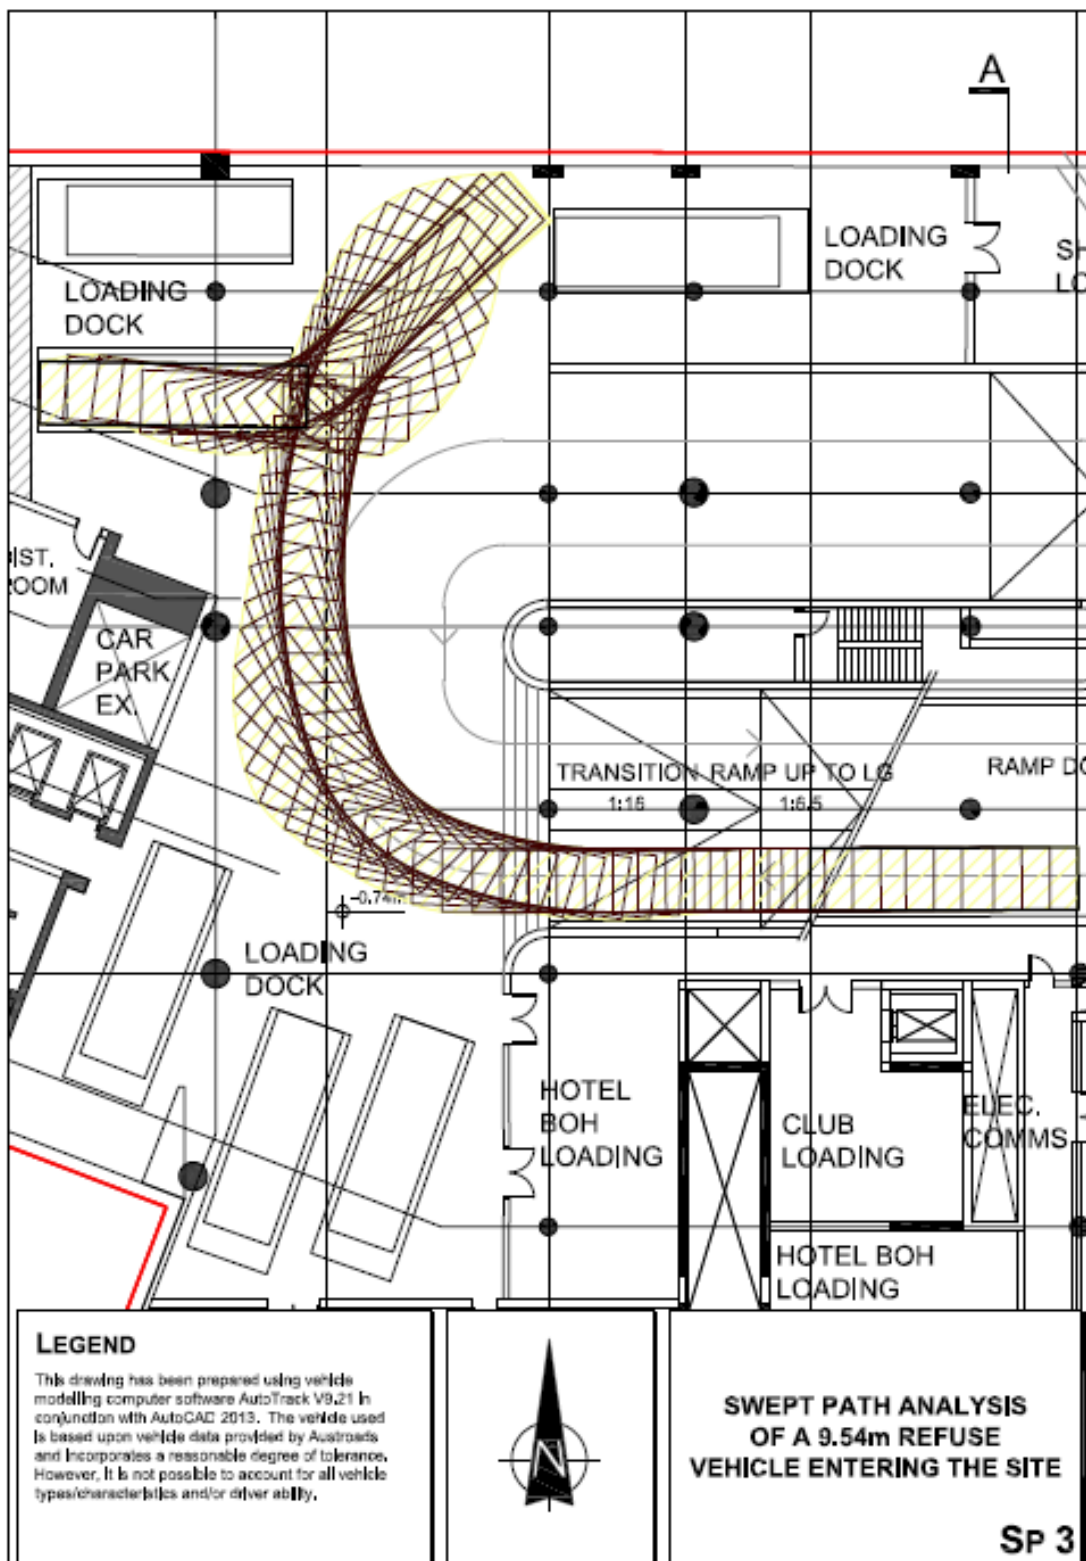 A
LOADING
DOCK
LOADING
DOCK
IST.
ROOM
CAR
PARK
EX.
TRANSITION RAMP UP TO LG
1:16
1:6.5
RAMP
LOADING
DOCK
HOTEL
BOH
LOADING
CLUB
LOADING
ELEC.
COMMS
HOTEL BOH
LOADING
LEGEND
This drawing has been prepared using vehicle
modelling computer software AutoTrack V9.21 in
conjunction with AutoCAD 2013. The vehicle used
is based upon vehicle data provided by Austroads
and incorporates a reasonable degree of tolerance.
However, it is not possible to account for all vehicle
types/characteristics and/or driver ability.
N
SWEPT PATH ANALYSIS
OF A 9.54m REFUSE
VEHICLE ENTERING THE SITE
SP 3